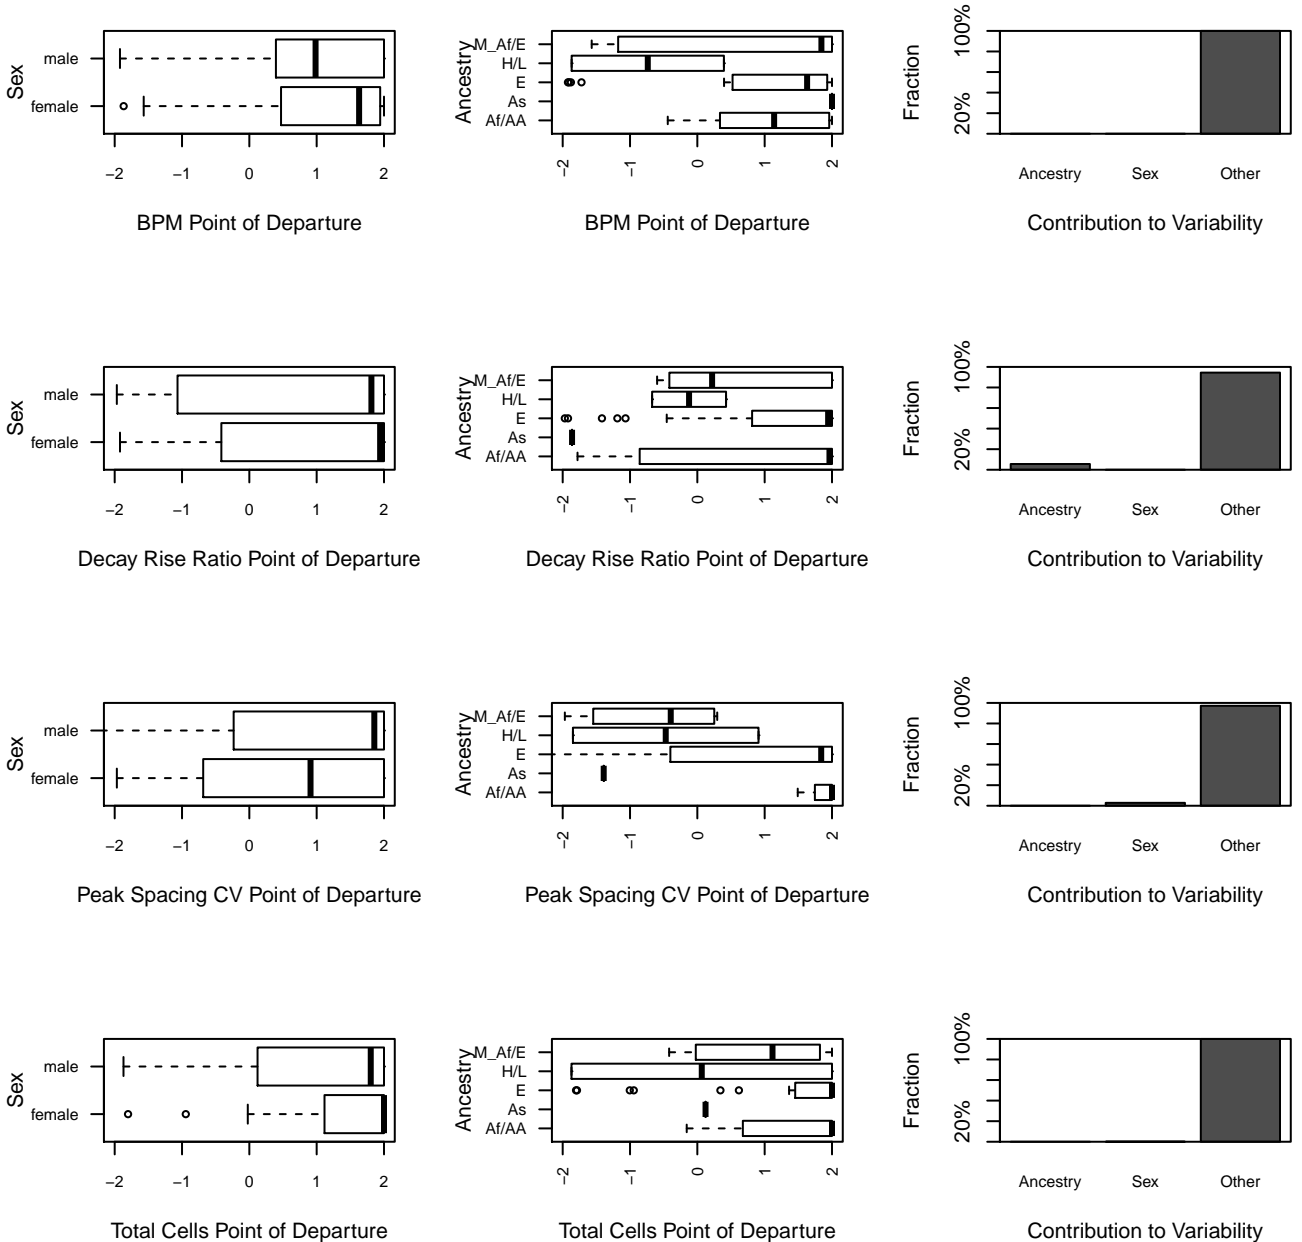 Sex
male
female
−2 −1 0 1 2
BPM Point of Departure
Ancestry
M_Af/E
H/L
E
As
Af/AA
−2 −1 0 1 2
BPM Point of Departure
Fraction
20% 100%
Ancestry Sex Other
Contribution to Variability
Sex
male
female
−2 −1 0 1 2
Decay Rise Ratio Point of Departure
Ancestry
M_Af/E
H/L
E
As
Af/AA
−2 −1 0 1 2
Decay Rise Ratio Point of Departure
Fraction
20% 100%
Ancestry Sex Other
Contribution to Variability
Sex
male
female
−2 −1 0 1 2
Peak Spacing CV Point of Departure
Ancestry
M_Af/E
H/L
E
As
Af/AA
−2 −1 0 1 2
Peak Spacing CV Point of Departure
Fraction
20% 100%
Ancestry Sex Other
Contribution to Variability
Sex
male
female
−2 −1 0 1 2
Total Cells Point of Departure
Ancestry
M_Af/E
H/L
E
As
Af/AA
−2 −1 0 1 2
Total Cells Point of Departure
Fraction
20% 100%
Ancestry Sex Other
Contribution to Variability